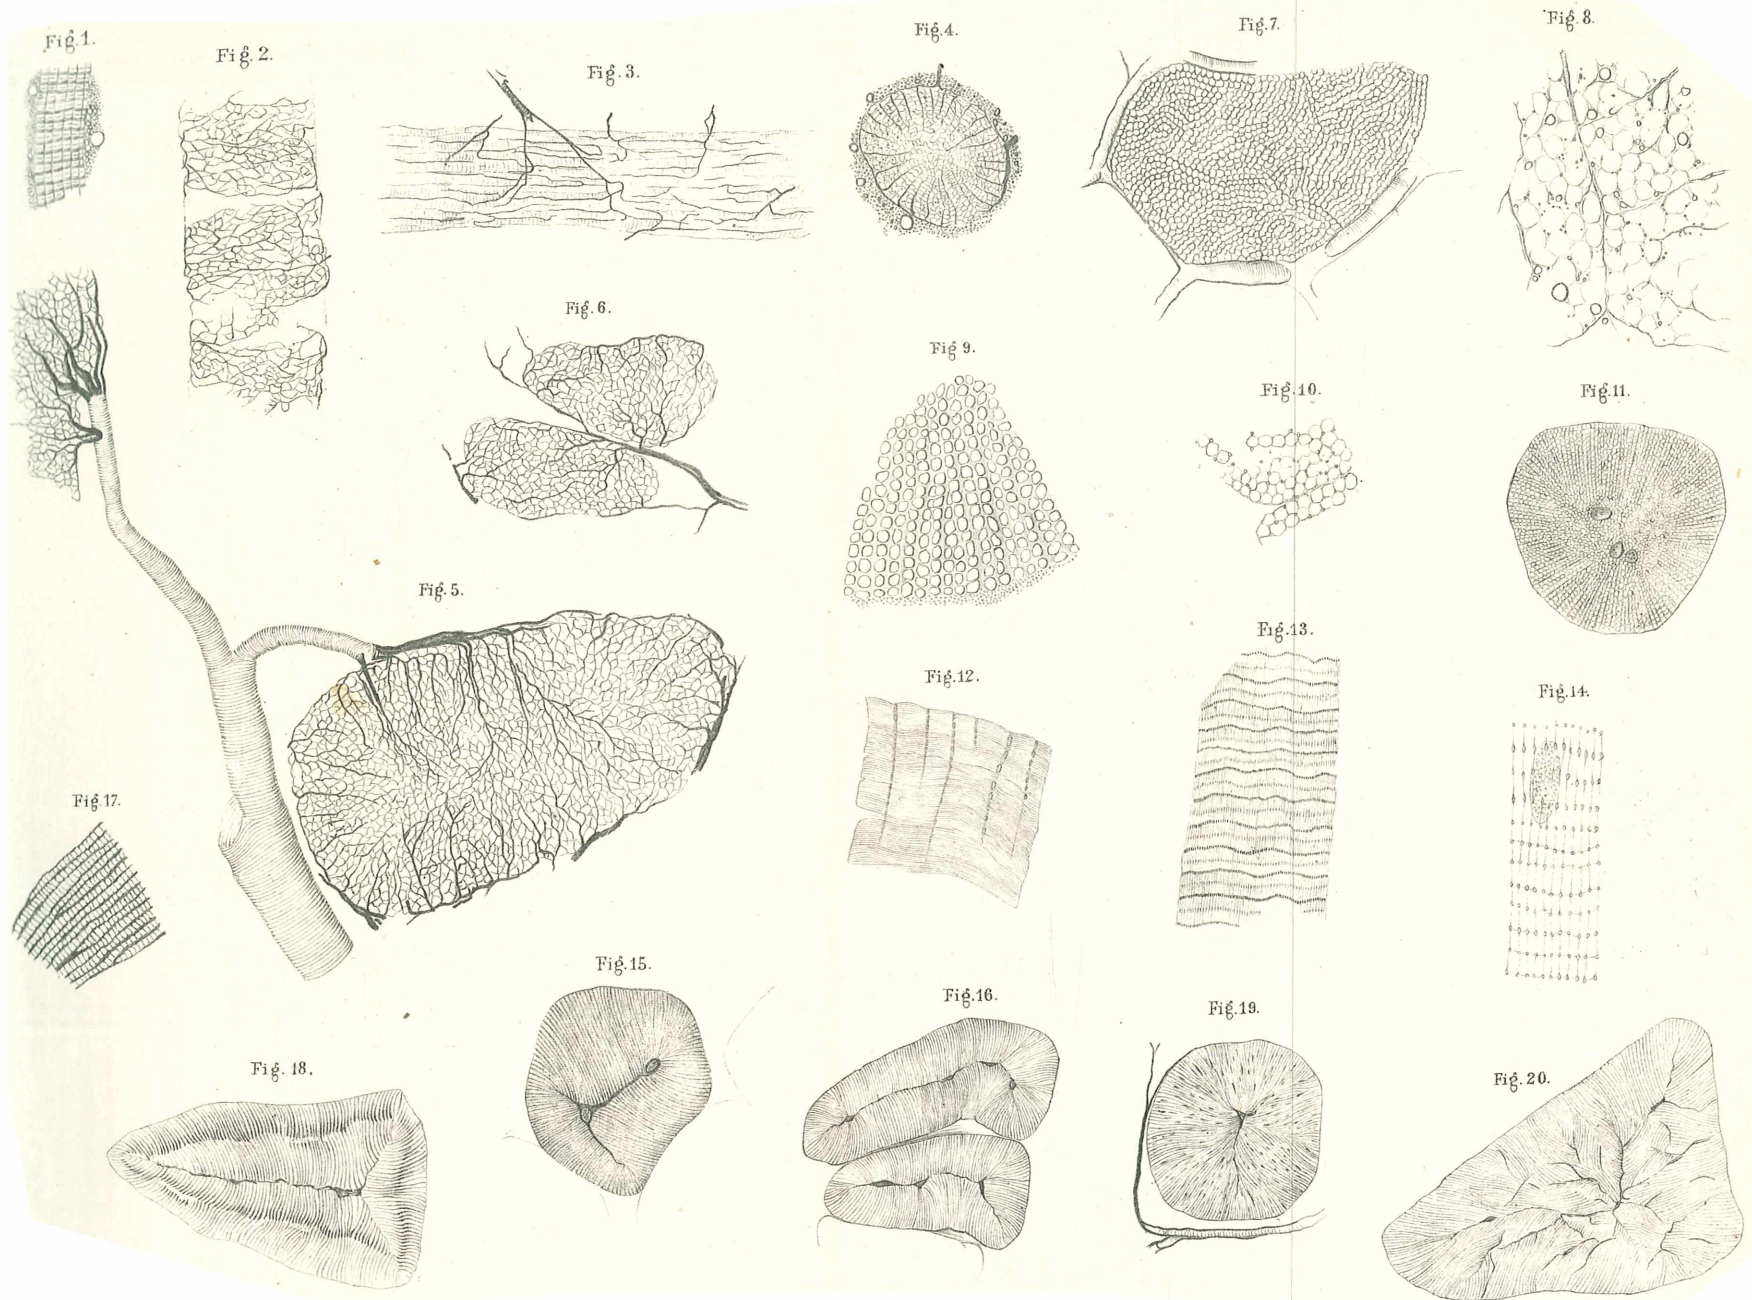 Fig.1.
Fig. 2.
Fig. 3.
Fig.4.
Fig.7.
Fig. 8.
Fig. 6.
Fig 9.
Fig.10.
Fig.11.
Fig. 5.
Fig.13.
Fig.12.
Fig.14.
Fig.17.
Fig.15.
Fig.16.
Fig.19.
Fig. 18.
Fig. 20.